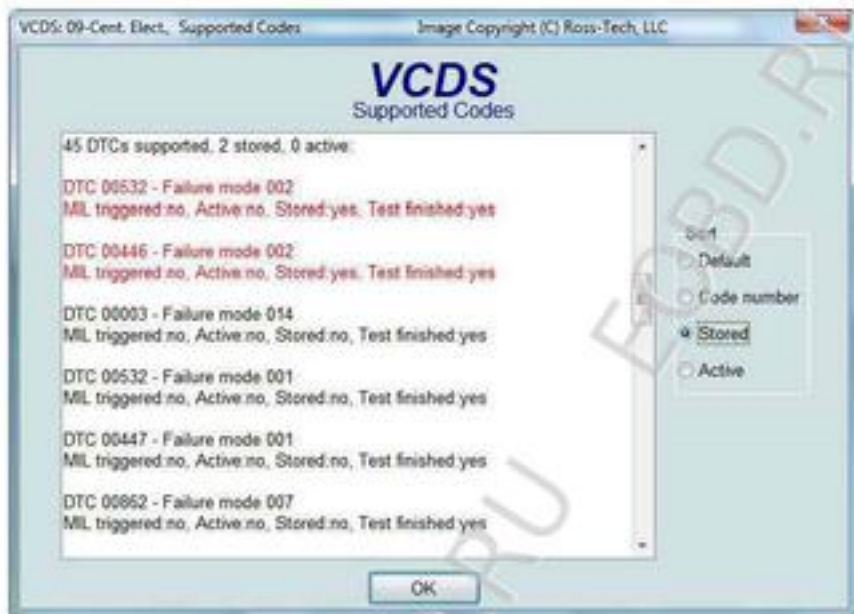 VCDS: 09-Cent. Elect., Supported Codes
Image Copyright (C) Ross-Tech, LLC
VCDS
Supported Codes
45 DTCs supported, 2 stored, 0 active:
DTC 00532 - Failure mode 002
MIL triggered:no, Active:no, Stored:yes, Test finished:yes
DTC 00446 - Failure mode 002
MIL triggered:no, Active:no, Stored:yes, Test finished:yes
DTC 00003 - Failure mode 014
MIL triggered:no, Active:no, Stored:no, Test finished:yes
DTC 00532 - Failure mode 001
MIL triggered:no, Active:no, Stored:no, Test finished:yes
DTC 00447 - Failure mode 001
MIL triggered:no, Active:no, Stored:no, Test finished:yes
DTC 00862 - Failure mode 007
MIL triggered:no, Active:no, Stored:no, Test finished:yes
Sort
Default
Code number
Stored
Active
OK